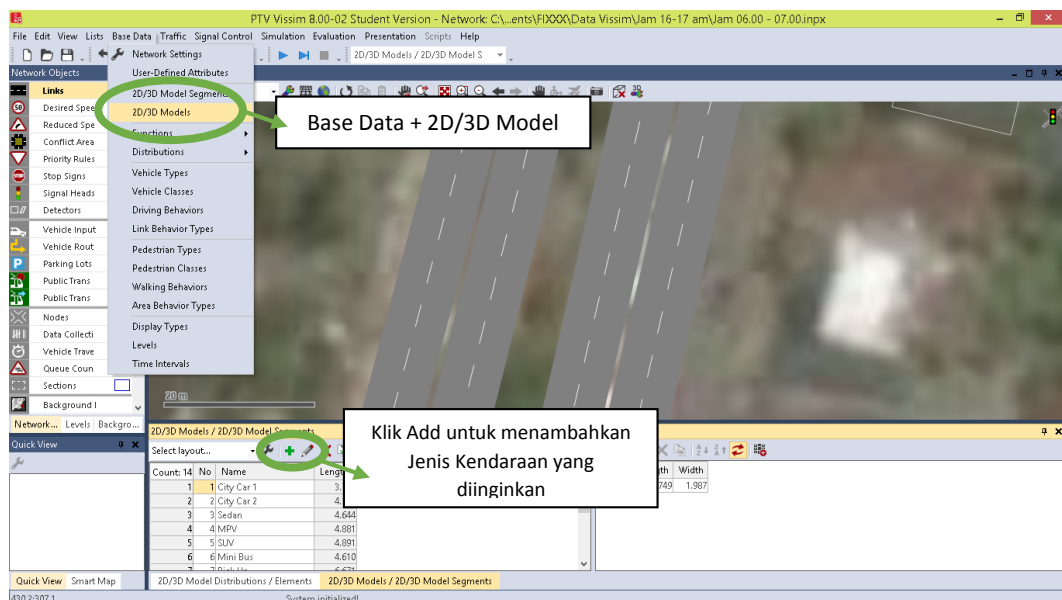 PTV Vissim 8.00-02 Student Version - Network: C:\...ents\FIXXX\Data Vissim\Jam 16-17 am\Jam 06.00 - 07.00.inpx
File Edit View Lists Base Data Traffic Signal Control Simulation Evaluation Presentation Scripts Help
2D/3D Models / 2D/3D Model S
Network Objects
Links
Desired Spee
Reduced Spe
Conflict Area
Priority Rules
Stop Signs
Signal Heads
Detectors
Vehicle Input
Vehicle Rout
Parking Lots
Public Trans
Public Trans
Nodes
Data Collecti
Vehicle Trave
Queue Coun
Sections
Background I
Network... Levels Backgro...
Network Settings
User-Defined Attributes
2D/3D Model Segments
2D/3D Models
Functions
Distributions
Vehicle Types
Vehicle Classes
Driving Behaviors
Link Behavior Types
Pedestrian Types
Pedestrian Classes
Walking Behaviors
Area Behavior Types
Display Types
Levels
Time Intervals
Base Data + 2D/3D Model
20 m
Klik Add untuk menambahkan
Jenis Kendaraan yang
diinginkan
Quick View
Quick View Smart Map
2D/3D Models / 2D/3D Model Segments
Select layout...
Count: 14 No Name Length
1 1 City Car 1 3.
2 2 City Car 2 4.
3 3 Sedan 4.644
4 4 MPV 4.881
5 5 SUV 4.891
6 6 Mini Bus 4.610
gth Width
749 1.987
2D/3D Model Distributions / Elements 2D/3D Models / 2D/3D Model Segments
430.2:307.1 System initialized!